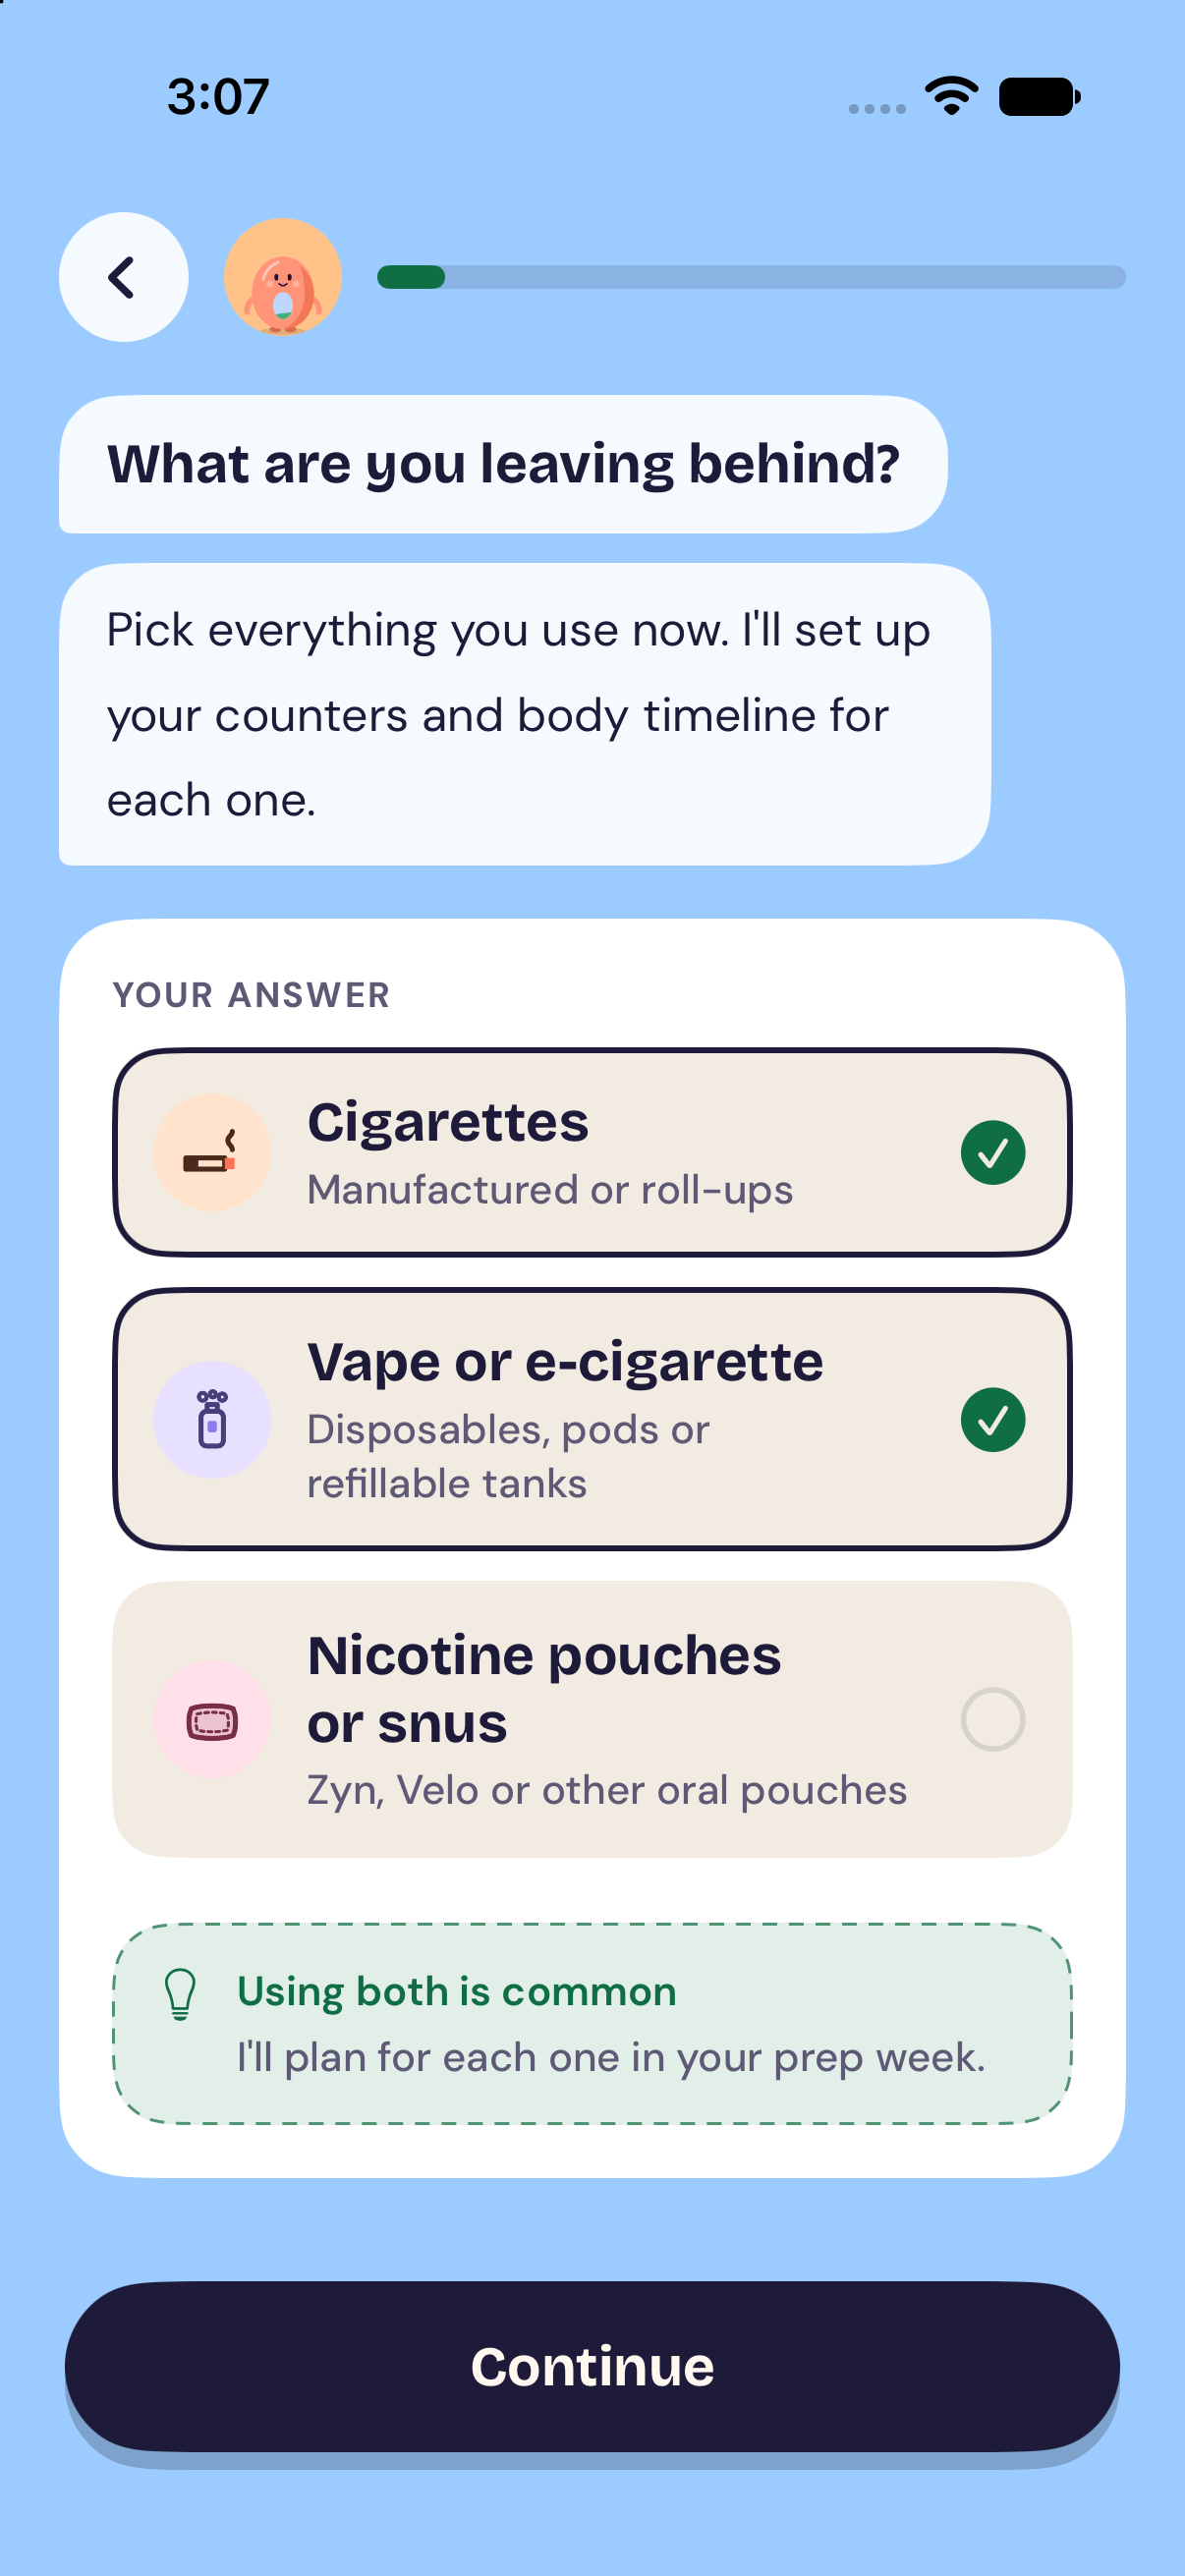 3:07
What are you leaving behind?
Pick everything you use now. I'll set up
your counters and body timeline for
each one.
YOUR ANSWER
Cigarettes
Manufactured or roll-ups
Vape or e-cigarette
Disposables, pods or
refillable tanks
Nicotine pouches
or snus
Zyn, Velo or other oral pouches
Using both is common
I'll plan for each one in your prep week.
Continue